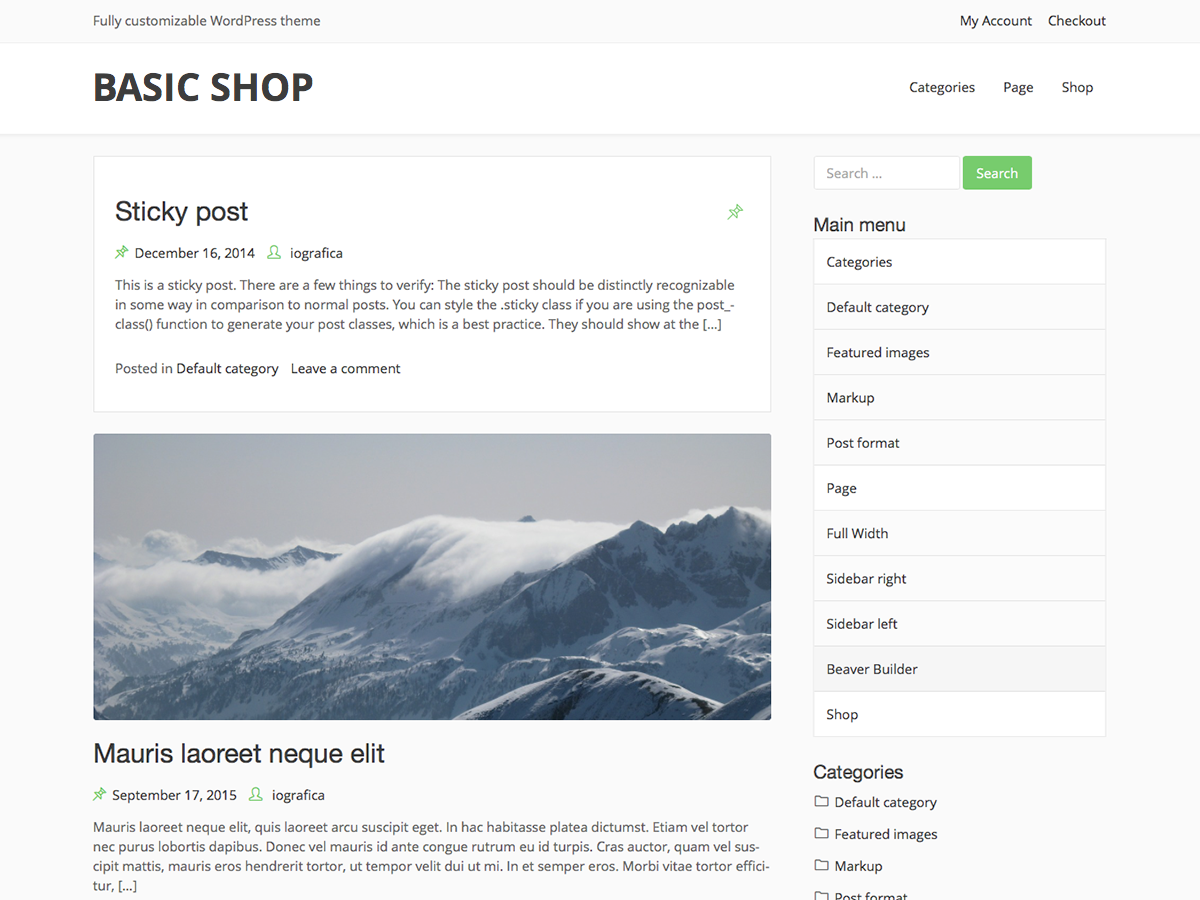 Fully customizable WordPress theme
My Account Checkout
BASIC SHOP
Categories Page Shop
Sticky post
December 16, 2014 iografica
This is a sticky post. There are a few things to verify: The sticky post should be distinctly recognizable
in some way in comparison to normal posts. You can style the .sticky class if you are using the post_-
class() function to generate your post classes, which is a best practice. They should show at the [...]
Posted in Default category Leave a comment
Mauris laoreet neque elit
September 17, 2015 iografica
Mauris laoreet neque elit, quis laoreet arcu suscipit eget. In hac habitasse platea dictumst. Etiam vel tortor
nec purus lobortis dapibus. Donec vel mauris id ante congue rutrum eu id turpis. Cras auctor, quam vel sus-
cipit mattis, mauris eros hendrerit tortor, ut tempor velit dui ut mi. In et semper eros. Morbi vitae tortor effici-
tur, [...]
Search ... Search
Main menu
Categories
Default category
Featured images
Markup
Post format
Page
Full Width
Sidebar right
Sidebar left
Beaver Builder
Shop
Categories
Default category
Featured images
Markup
Post format